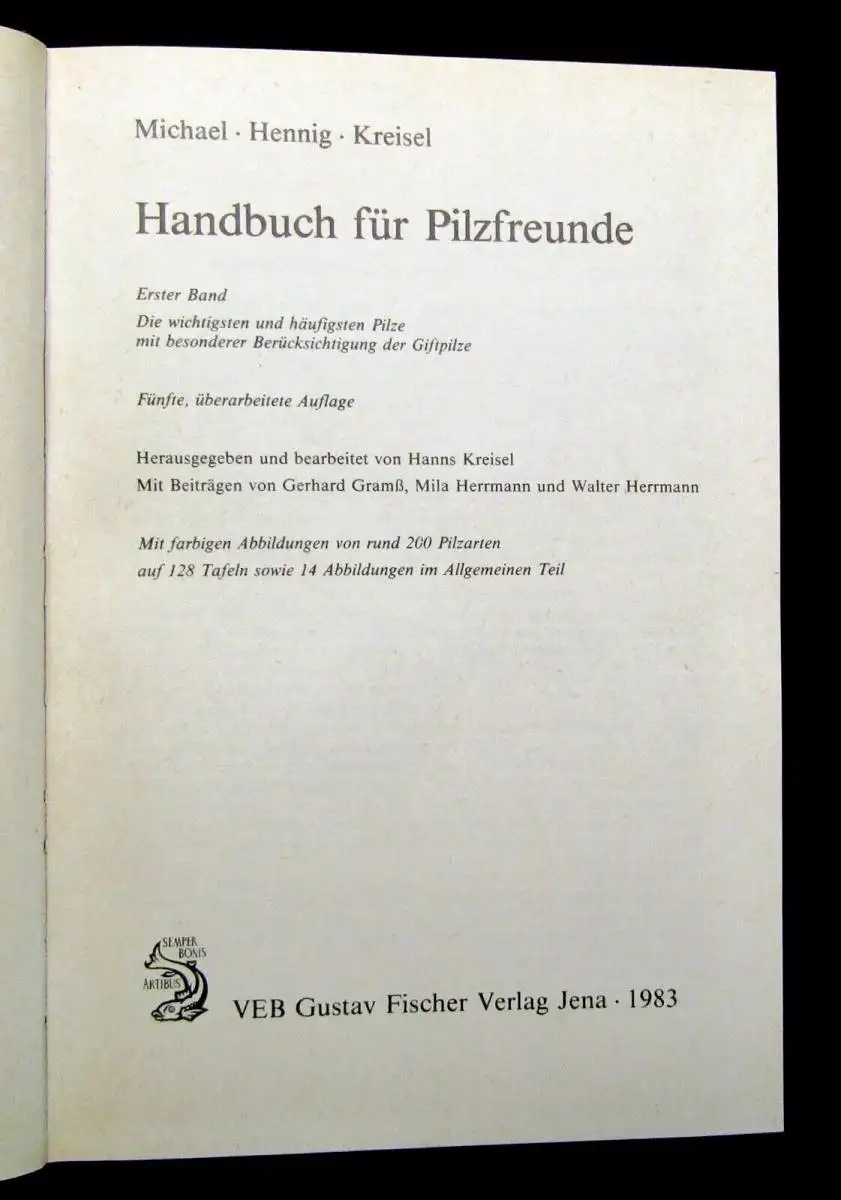 Michael · Hennig · Kreisel
Handbuch für Pilzfreunde
Erster Band
Die wichtigsten und häufigsten Pilze
mit besonderer Berücksichtigung der Giftpilze
Fünfte, überarbeitete Auflage
Herausgegeben und bearbeitet von Hanns Kreisel
Mit Beiträgen von Gerhard Gramß, Mila Herrmann und Walter Herrmann
Mit farbigen Abbildungen von rund 200 Pilzarten
auf 128 Tafeln sowie 14 Abbildungen im Allgemeinen Teil
SEMPER
BONIS
ARTIBUS
VEB Gustav Fischer Verlag Jena · 1983